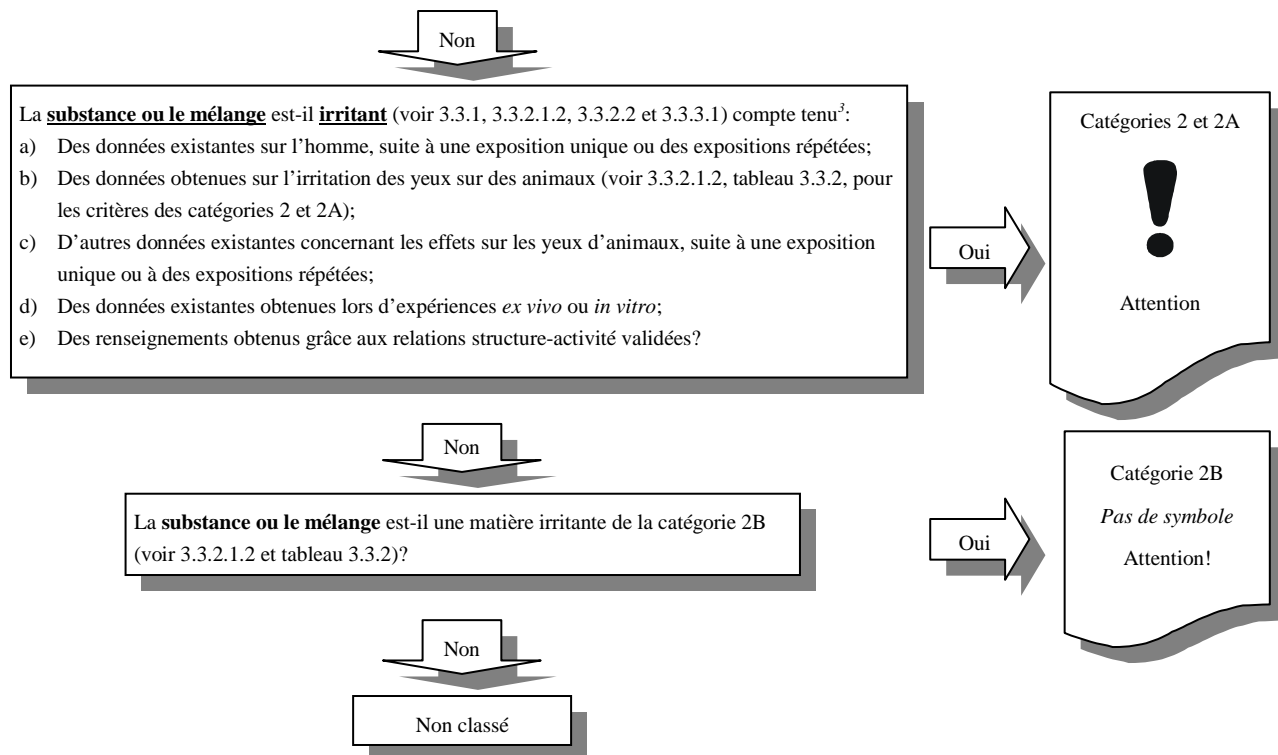 Non
La substance ou le mélange est-il irritant (voir 3.3.1, 3.3.2.1.2, 3.3.2.2 et 3.3.3.1) compte tenu³:
a) Des données existantes sur l’homme, suite à une exposition unique ou des expositions répétées;
b) Des données obtenues sur l’irritation des yeux sur des animaux (voir 3.3.2.1.2, tableau 3.3.2, pour
les critères des catégories 2 et 2A);
c) D’autres données existantes concernant les effets sur les yeux d’animaux, suite à une exposition
unique ou à des expositions répétées;
d) Des données existantes obtenues lors d’expériences ex vivo ou in vitro;
e) Des renseignements obtenus grâce aux relations structure-activité validées?
Oui
Catégories 2 et 2A
!
Attention
Non
La substance ou le mélange est-il une matière irritante de la catégorie 2B
(voir 3.3.2.1.2 et tableau 3.3.2)?
Oui
Catégorie 2B
Pas de symbole
Attention!
Non
Non classé